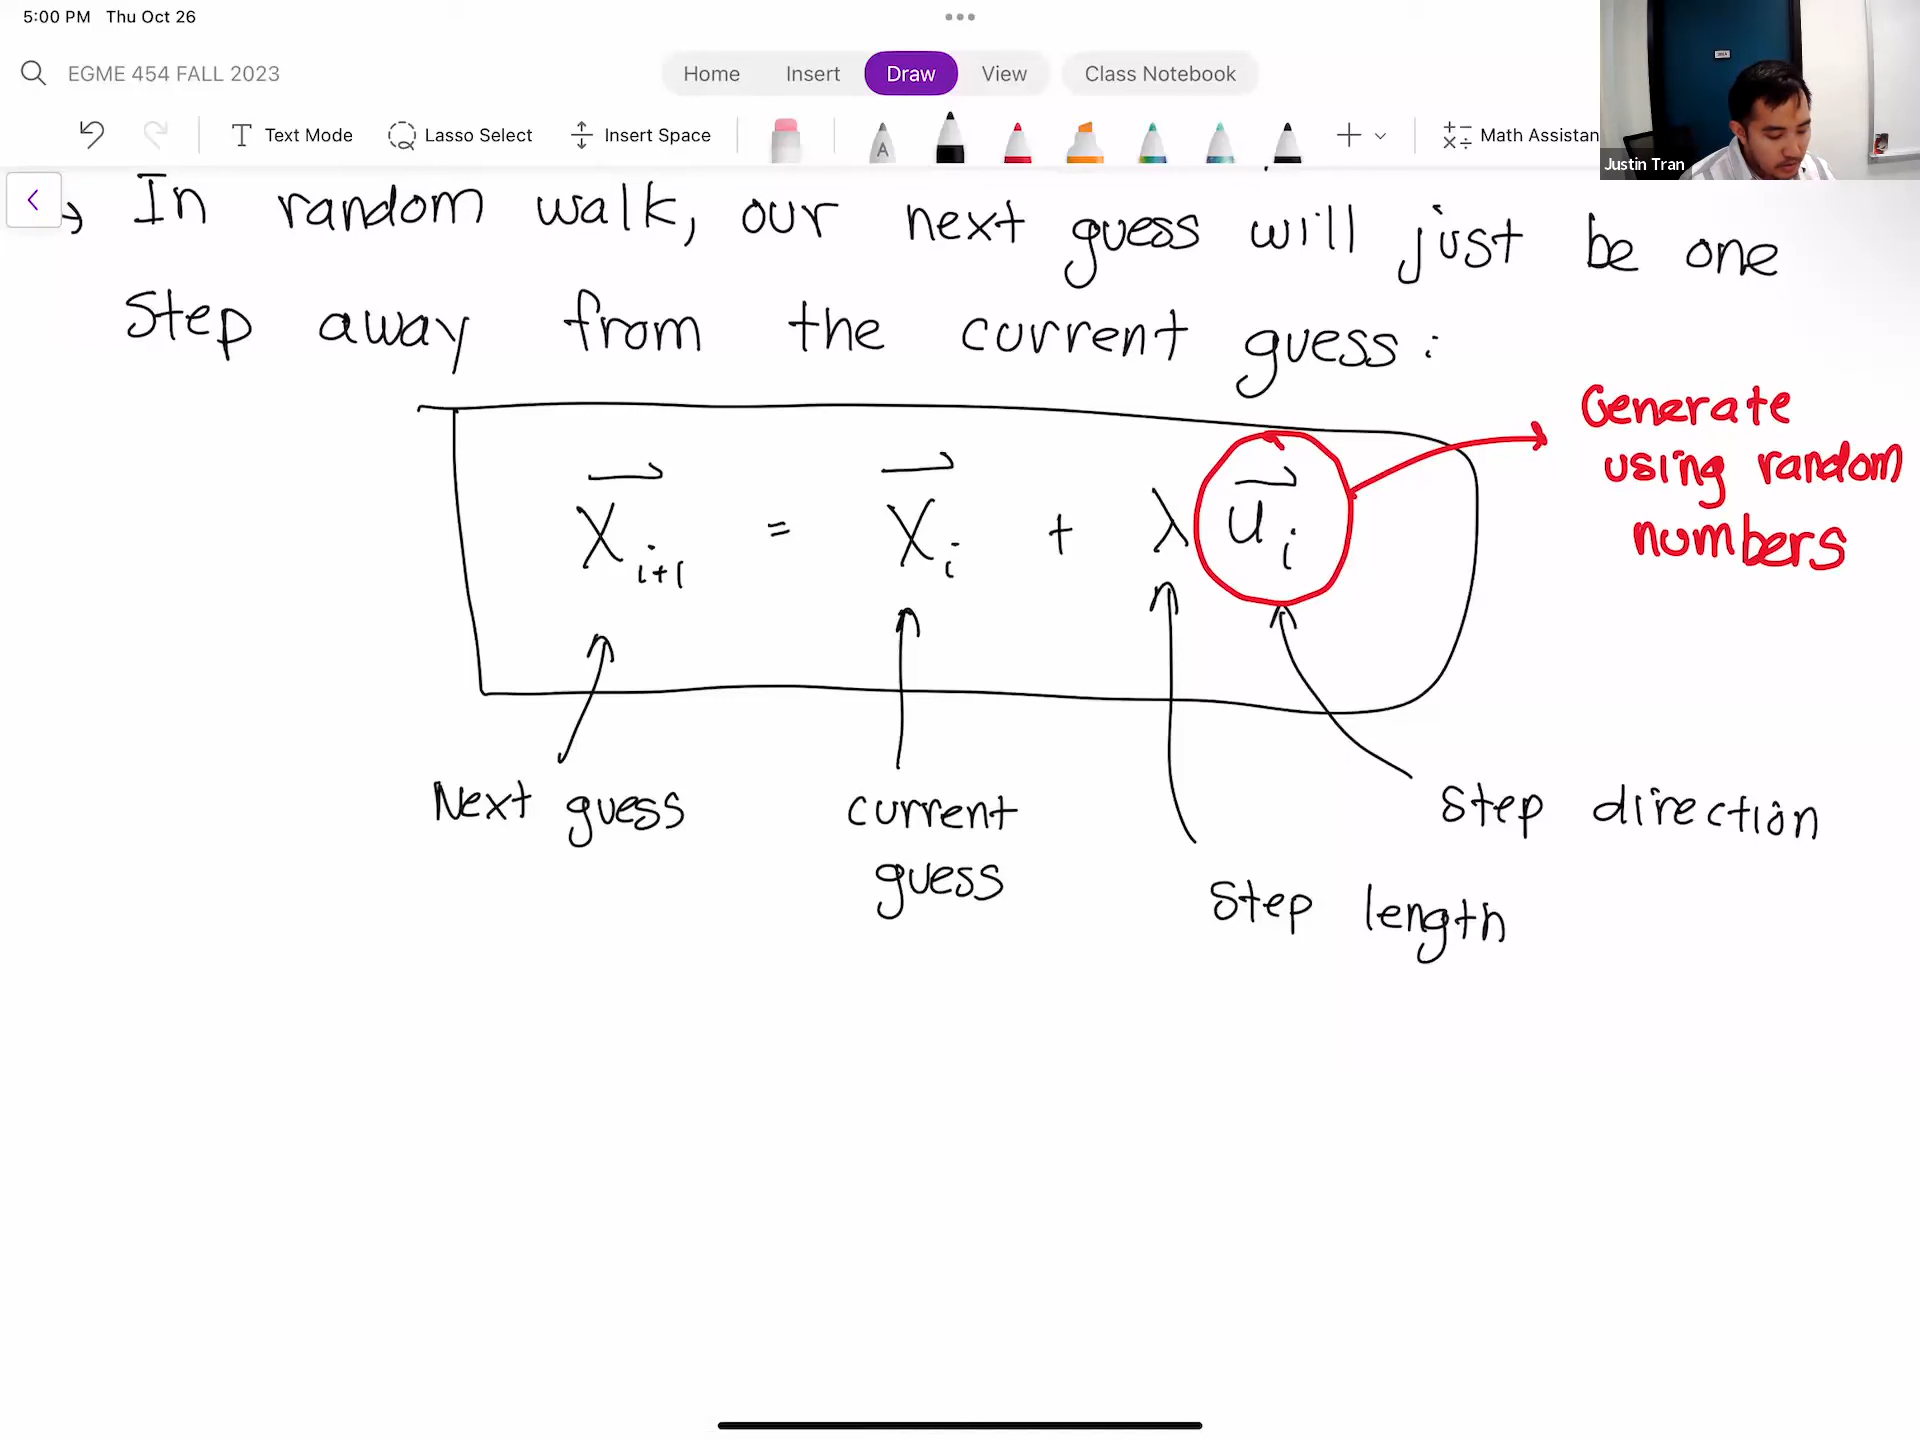 5:00 PM Thu Oct 26
EGME 454 FALL 2023
Home Insert Draw View Class Notebook
Text Mode Lasso Select Insert Space A Math Assistan
Justin Tran
In random walk, our next guess will just be one
step away from the current guess:
Generate
using random
numbers
X⃗ᵢ₊₁ = X⃗ᵢ + λ u⃗ᵢ
Next guess
current
guess
step direction
step length